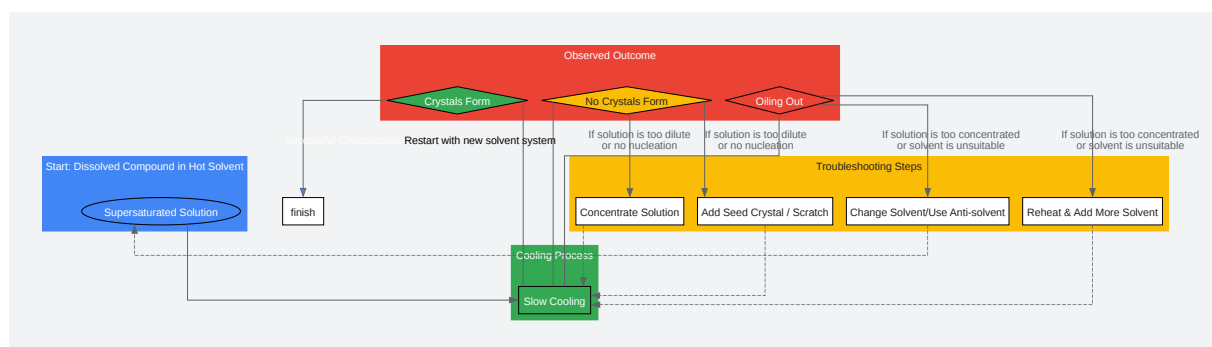 Observed Outcome
Crystals Form
No Crystals Form
Oiling Out
Successful Crystallization
Restart with new solvent system
If solution is too dilute
or no nucleation
If solution is too dilute
or no nucleation
If solution is too concentrated
or solvent is unsuitable
If solution is too concentrated
or solvent is unsuitable
Start: Dissolved Compound in Hot Solvent
Troubleshooting Steps
Supersaturated Solution
finish
Concentrate Solution
Add Seed Crystal / Scratch
Change Solvent/Use Anti-solvent
Reheat & Add More Solvent
Cooling Process
Slow Cooling